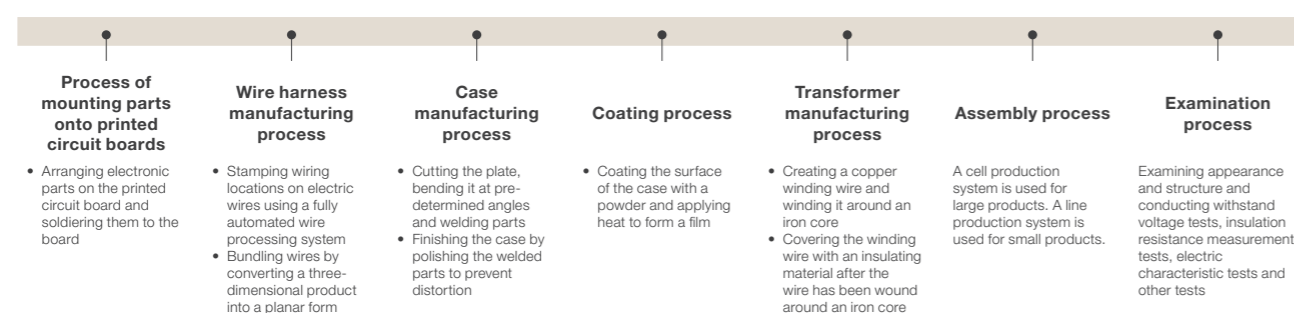 Process of
mounting parts
onto printed
circuit boards
• Arranging electronic
parts on the printed
circuit board and
soldiering them to the
board
Wire harness
manufacturing
process
• Stamping wiring
locations on electric
wires using a fully
automated wire
processing system
• Bundling wires by
converting a three-
dimensional product
into a planar form
Case
manufacturing
process
• Cutting the plate,
bending it at pre-
determined angles
and welding parts
• Finishing the case by
polishing the welded
parts to prevent
distortion
Coating process
• Coating the surface
of the case with a
powder and applying
heat to form a film
Transformer
manufacturing
process
• Creating a copper
winding wire and
winding it around an
iron core
• Covering the winding
wire with an insulating
material after the
wire has been wound
around an iron core
Assembly process
A cell production
system is used for
large products. A line
production system is
used for small products.
Examination
process
Examining appearance
and structure and
conducting withstand
voltage tests, insulation
resistance measurement
tests, electric
characteristic tests and
other tests